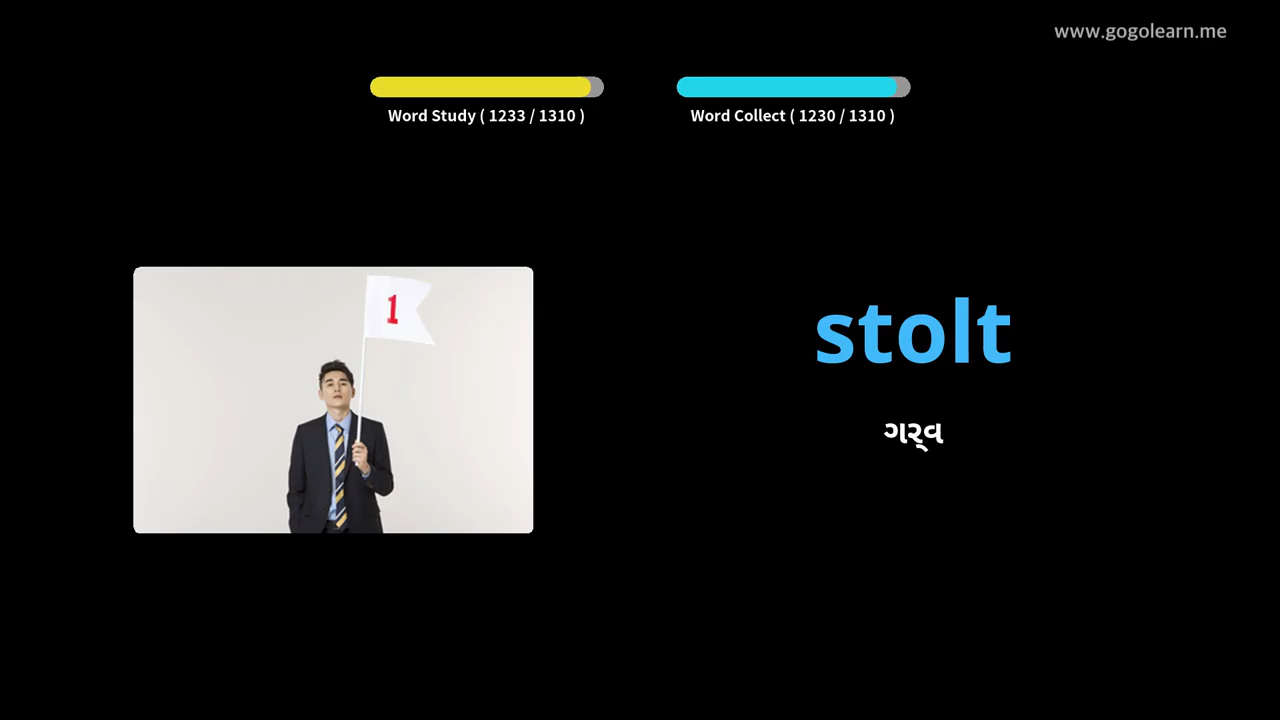 www.gogolearn.me
Word Study ( 1233 / 1310 )
Word Collect ( 1230 / 1310 )
1
stolt
ગર્વ